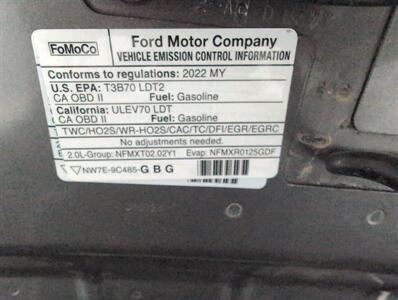 FoMoCo
Ford Motor Company
VEHICLE EMISSION CONTROL INFORMATION
Conforms to regulations: 2022 MY
U.S. EPA: T3B70 LDT2
CA OBD II Fuel: Gasoline
California: ULEV70 LDT
CA OBD II Fuel: Gasoline
TWC/HO2S/WR-HO2S/CAC/TC/DFI/EGR/EGRC
No adjustments needed.
2.0L-Group: NFMXT02.02Y1 Evap: NFMXR0125GDF
NW7E-9C485-GBG